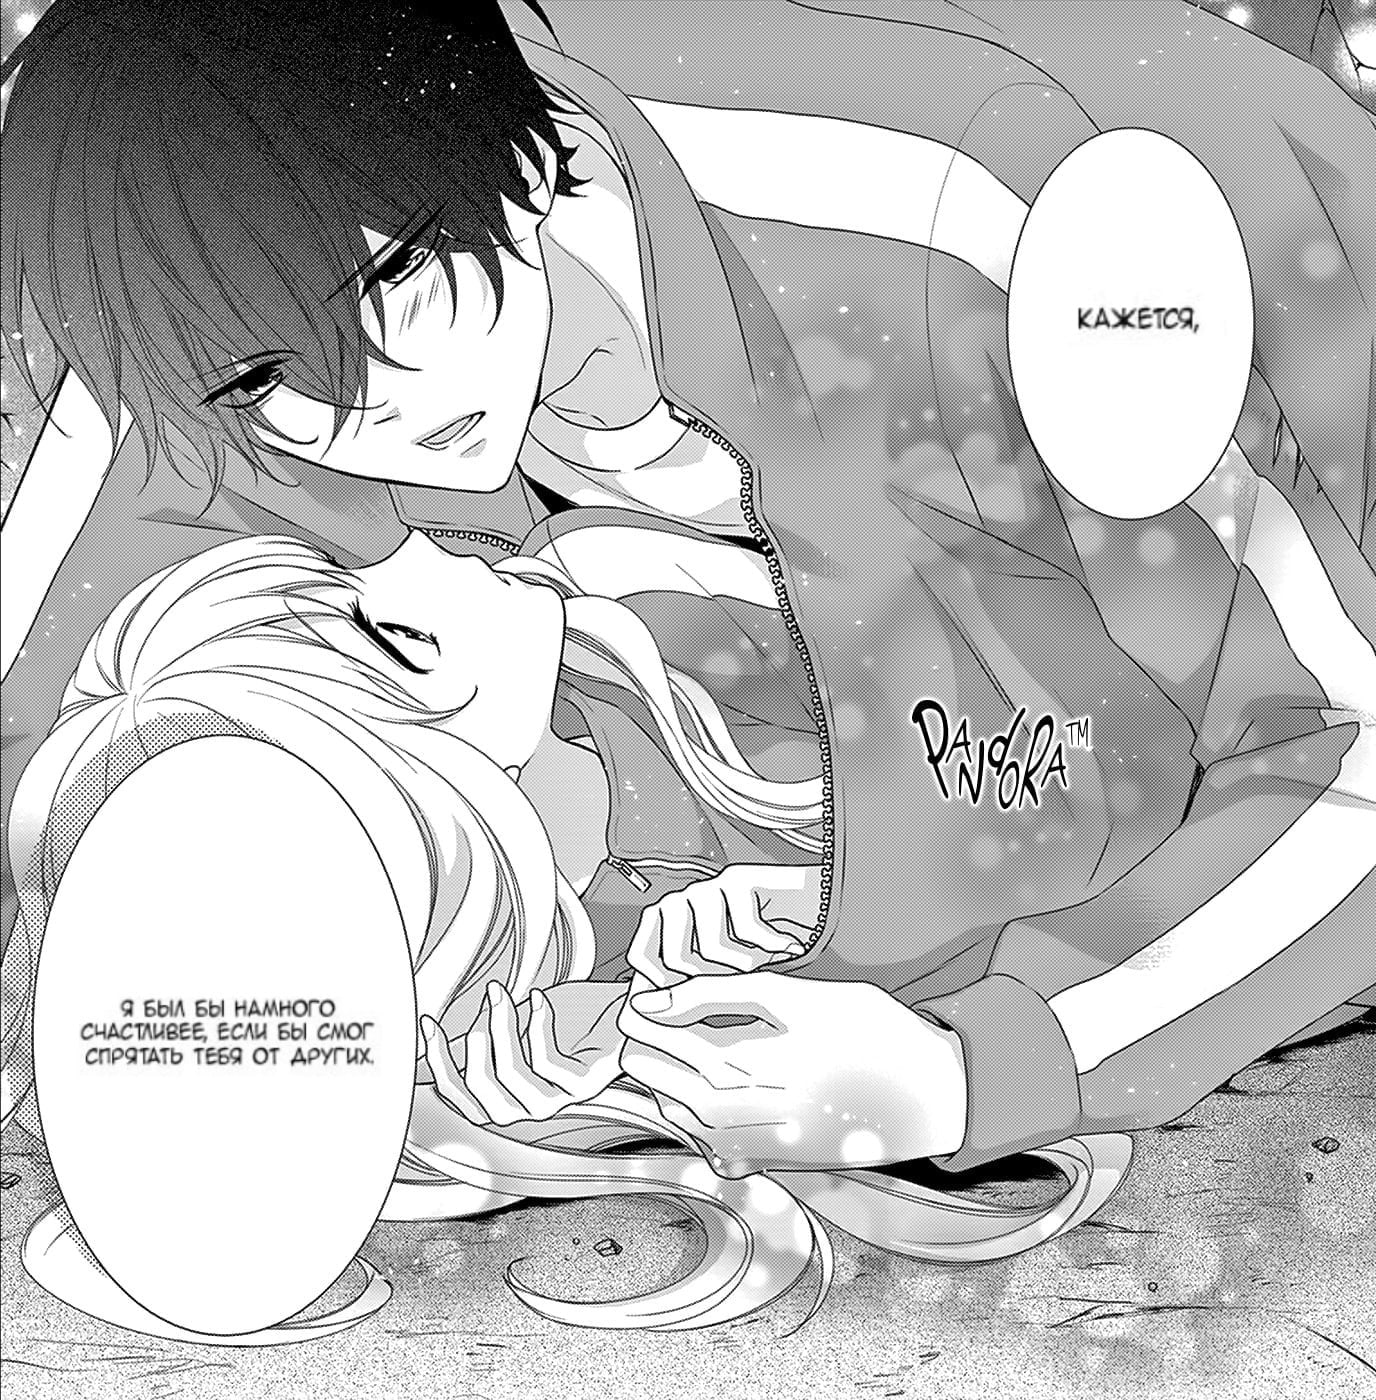 КАЖЕТСЯ,
PANDORA™
Я БЫЛ БЫ НАМНОГО
СЧАСТЛИВЕЕ, ЕСЛИ БЫ СМОГ
СПРЯТАТЬ ТЕБЯ ОТ ДРУГИХ.